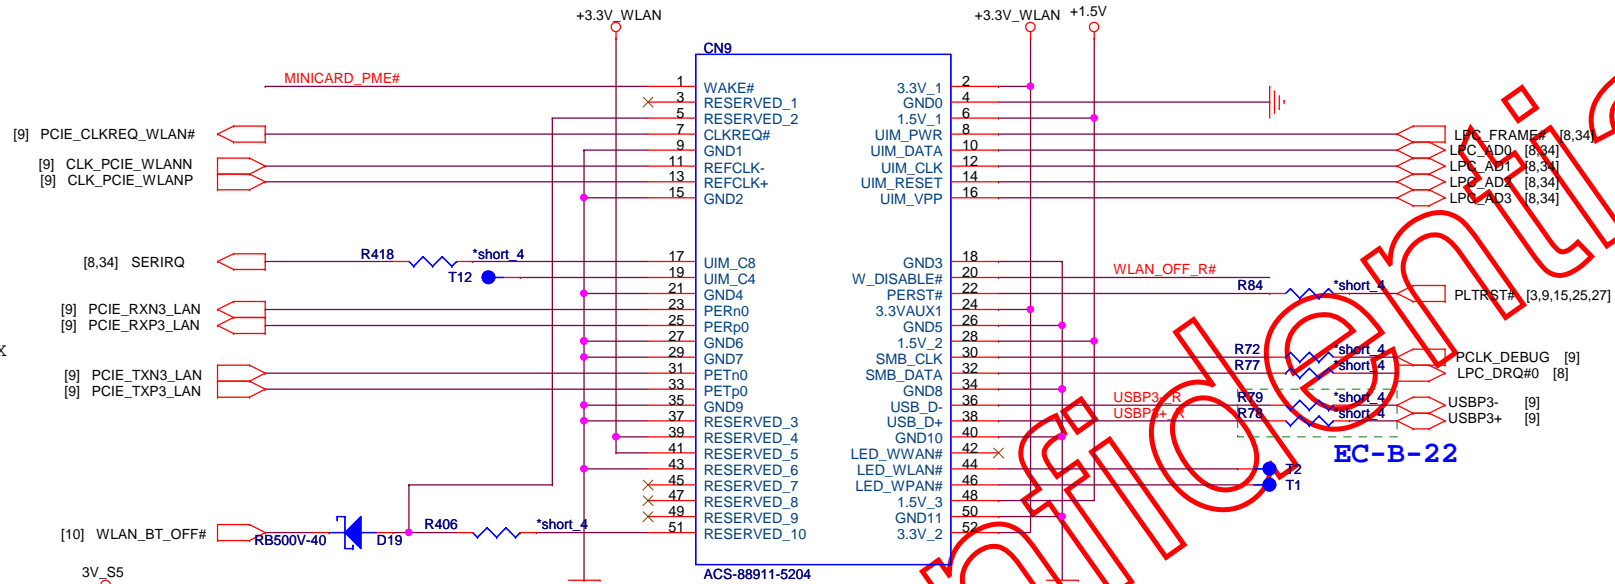 +3.3V_WLAN +3.3V_WLAN +1.5V
CN9
MINICARD_PME# 1 WAKE# 3.3V_1 2
3 RESERVED_1 GND0 4
5 RESERVED_2 1.5V_1 6
[9] PCIE_CLKREQ_WLAN# 7 CLKREQ# UIM_PWR 8 LPC_FRAME# [8,34]
9 GND1 UIM_DATA 10 LPC_AD0 [8,34]
[9] CLK_PCIE_WLANN 11 REFCLK- UIM_CLK 12 LPC_AD1 [8,34]
[9] CLK_PCIE_WLANP 13 REFCLK+ UIM_RESET 14 LPC_AD2 [8,34]
15 GND2 UIM_VPP 16 LPC_AD3 [8,34]
[8,34] SERIRQ R418 *short_4 17 UIM_C8 GND3 18
T12 19 UIM_C4 W_DISABLE# 20 WLAN_OFF_R#
21 GND4 PERST# 22 R84 *short_4 PLTRST# [3,9,15,25,27]
[9] PCIE_RXN3_LAN 23 PERn0 3.3VAUX1 24
[9] PCIE_RXP3_LAN 25 PERp0 GND5 26
27 GND6 1.5V_2 28
X 29 GND7 SMB_CLK 30 R72 *short_4 PCLK_DEBUG [9]
[9] PCIE_TXN3_LAN 31 PETn0 SMB_DATA 32 R77 *short_4 LPC_DRQ#0 [8]
[9] PCIE_TXP3_LAN 33 PETp0 GND8 34
35 GND9 USB_D- 36 USBP3-_R R79 *short_4 USBP3- [9]
37 RESERVED_3 USB_D+ 38 USBP3+_R R78 *short_4 USBP3+ [9]
39 RESERVED_4 GND10 40
41 RESERVED_5 LED_WWAN# 42 EC-B-22
43 RESERVED_6 LED_WLAN# 44 T2
45 RESERVED_7 LED_WPAN# 46 T1
47 RESERVED_8 1.5V_3 48
49 RESERVED_9 GND11 50
[10] WLAN_BT_OFF# RB500V-40 D19 R406 *short_4 51 RESERVED_10 3.3V_2 52
3V_S5 ACS-88911-5204
nfidentia